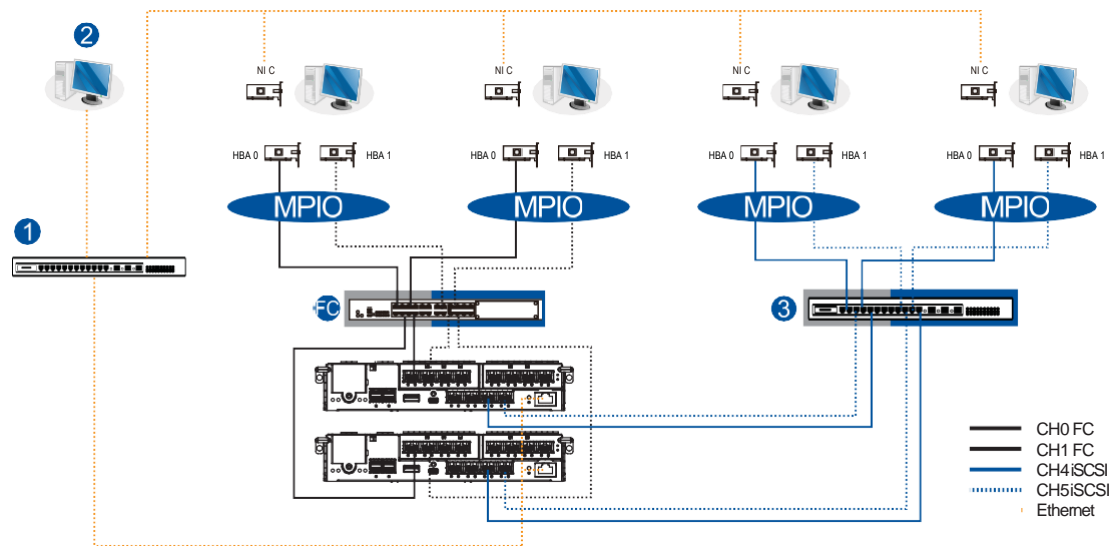 2
NI C
NI C
NI C
NI C
HBA 0
HBA 1
HBA 0
HBA 1
HBA 0
HBA 1
HBA 0
HBA 1
MPIO
MPIO
MPIO
MPIO
1
FC
3
CH0 FC
CH1 FC
CH4 iSCSI
CH5iSCSI
Ethernet